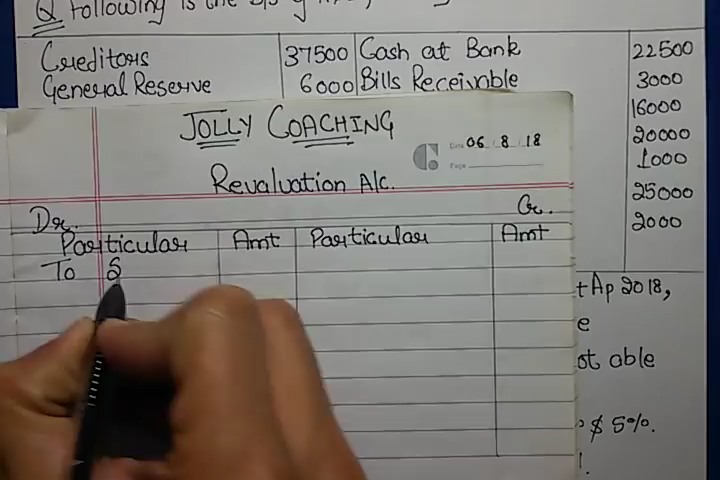 Q Following is the B/S of
Creditors 37500 Cash at Bank 22500
General Reserve 6000 Bills Receivable 3000
16000
20000
1000
25000
2000
JOLLY COACHING
Date 06 8 18
Page
Revaluation A/c.
Dr. Cr.
Particular Amt Particular Amt
To S
t Ap 2018,
e
ot able
$ 5%.